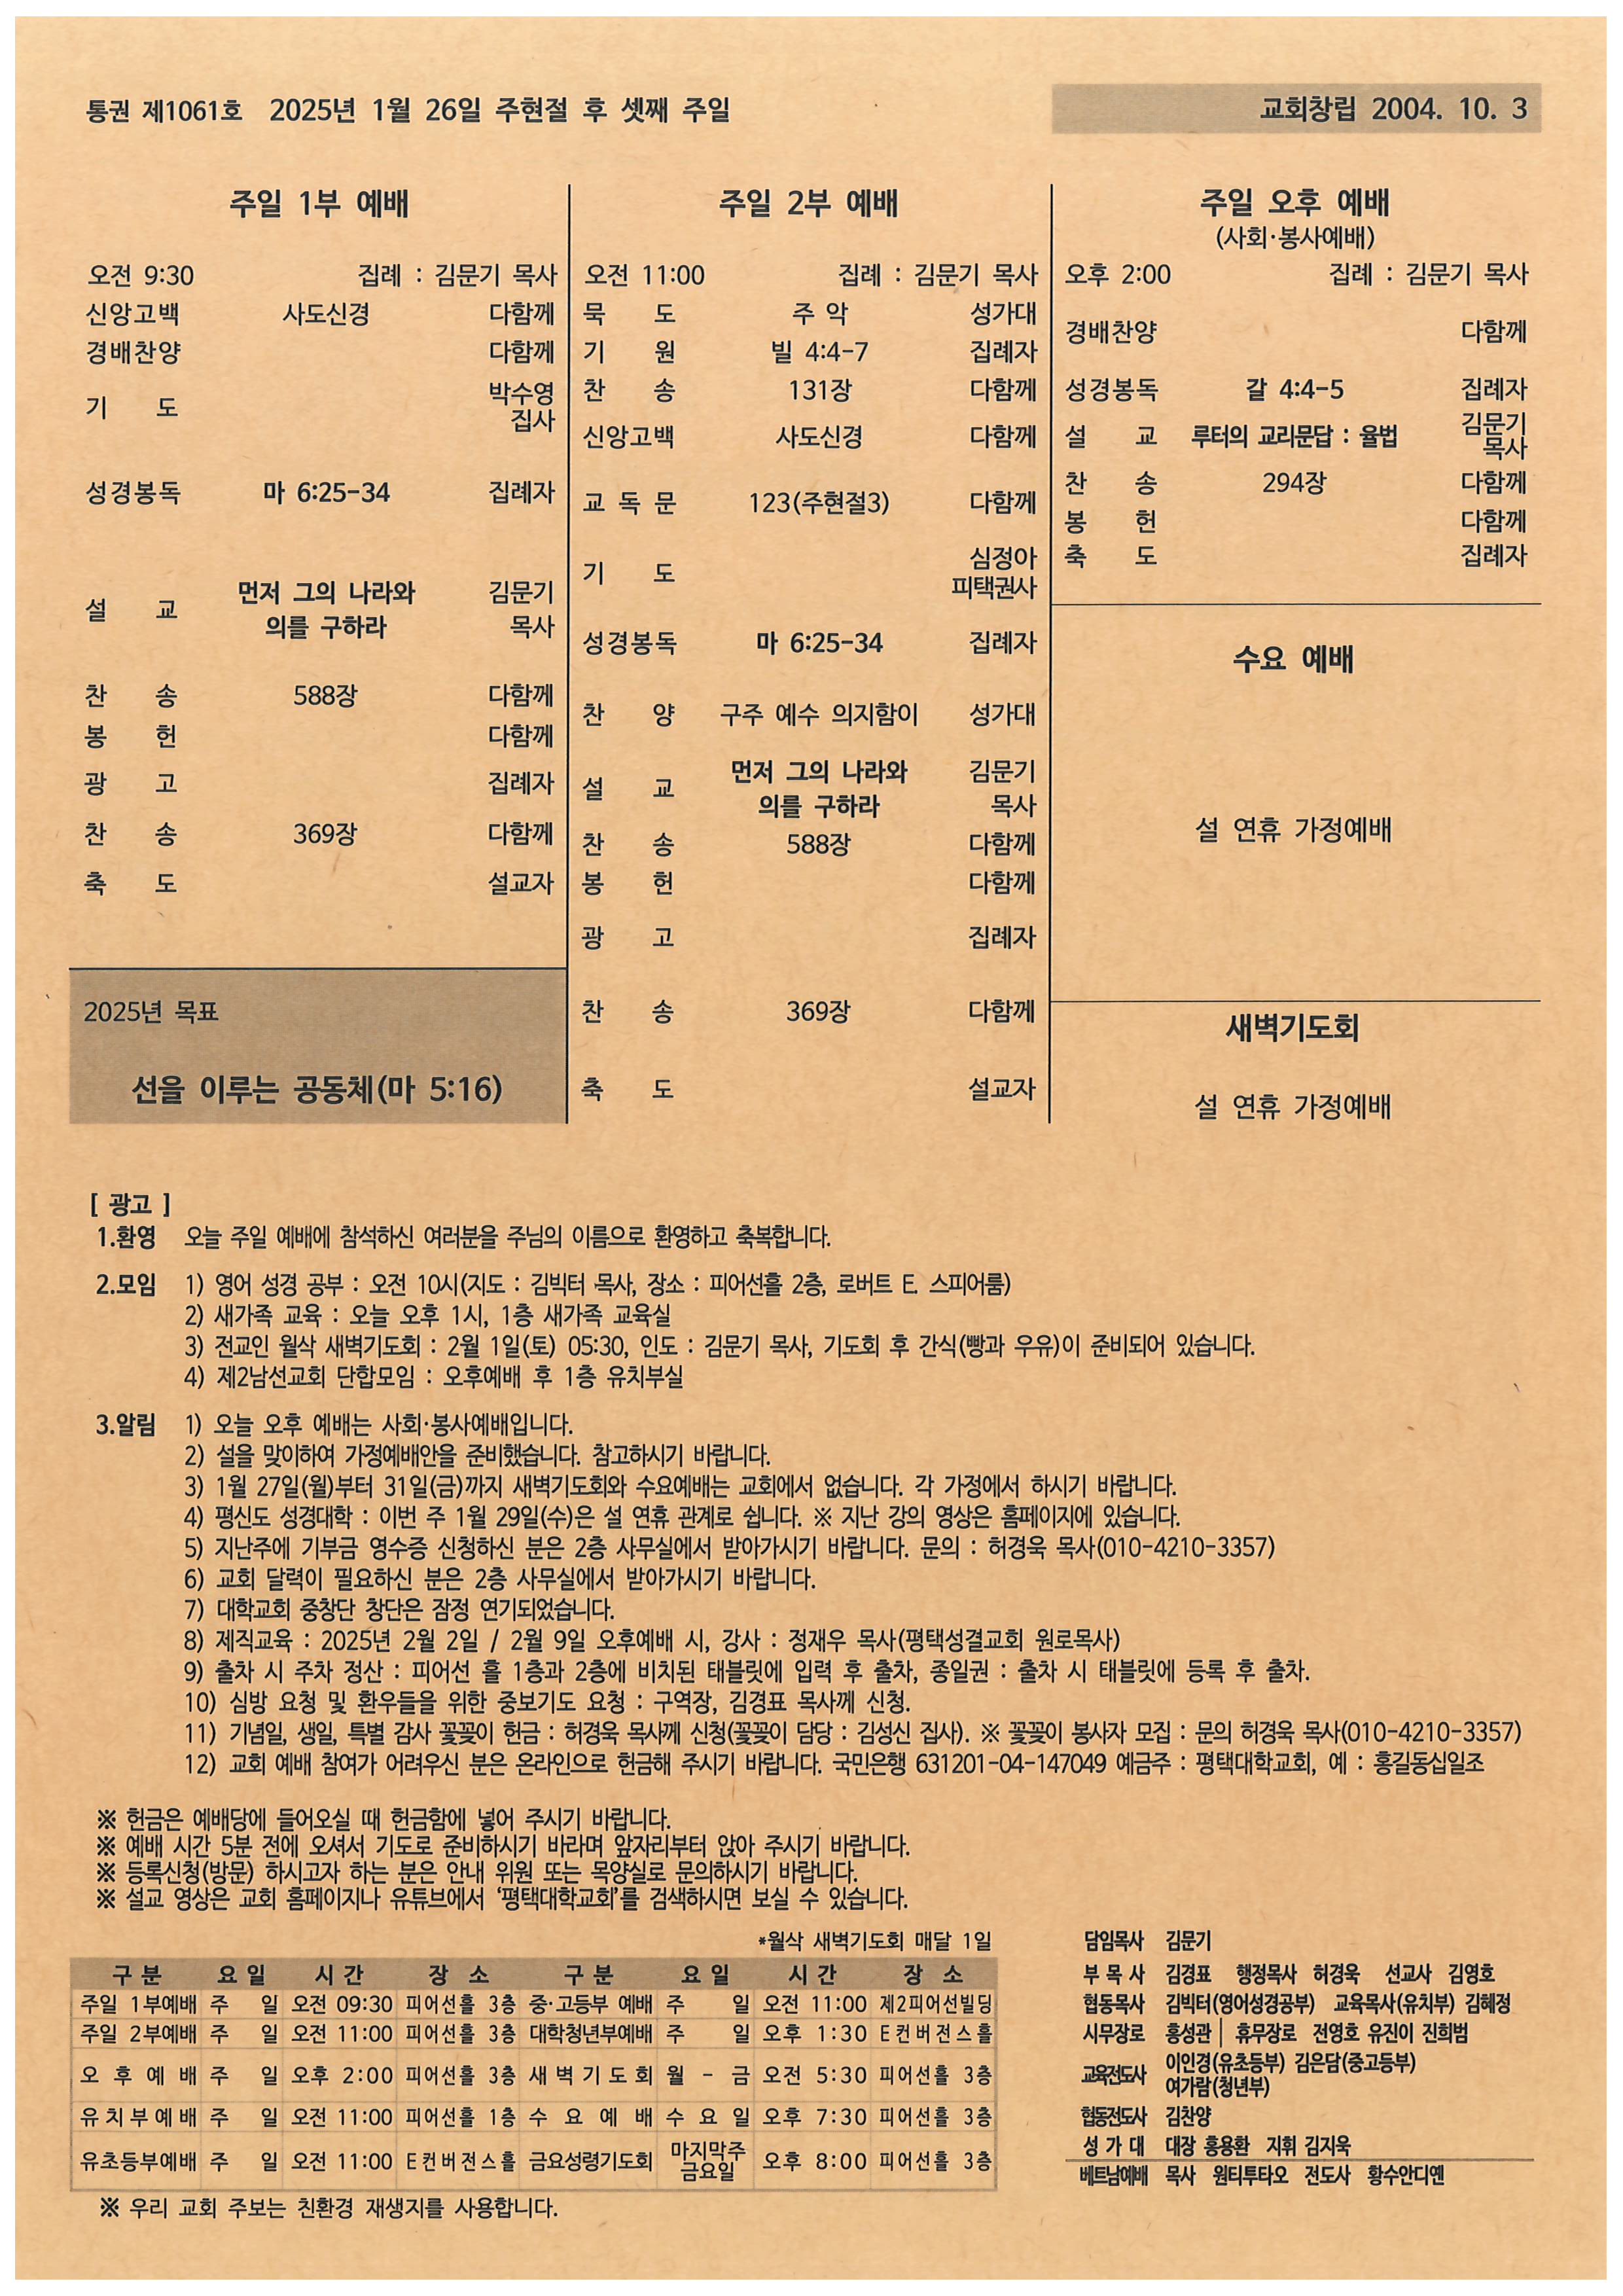 통권 제1061호 2025년 1월 26일 주현절 후 셋째 주일
교회창립 2004. 10. 3
주일 1부 예배
오전 9:30 집례 : 김문기 목사
신앙고백 사도신경 다함께
경배찬양 다함께
기 도 박수영
집사
성경봉독 마 6:25-34 집례자
설 교 먼저 그의 나라와 김문기
의를 구하라 목사
찬 송 588장 다함께
봉 헌 다함께
광 고 집례자
찬 송 369장 다함께
축 도 설교자
2025년 목표
선을 이루는 공동체(마 5:16)
주일 2부 예배
오전 11:00 집례 : 김문기 목사
묵 도 주 악 성가대
기 원 빌 4:4-7 집례자
찬 송 131장 다함께
신앙고백 사도신경 다함께
교 독 문 123(주현절3) 다함께
기 도 심정아
피택권사
성경봉독 마 6:25-34 집례자
찬 양 구주 예수 의지함이 성가대
설 교 먼저 그의 나라와 김문기
의를 구하라 목사
찬 송 588장 다함께
봉 헌 다함께
광 고 집례자
찬 송 369장 다함께
축 도 설교자
주일 오후 예배
(사회·봉사예배)
오후 2:00 집례 : 김문기 목사
경배찬양 다함께
성경봉독 갈 4:4-5 집례자
설 교 루터의 교리문답 : 율법 김문기
목사
찬 송 294장 다함께
봉 헌 다함께
축 도 집례자
수요 예배
설 연휴 가정예배
새벽기도회
설 연휴 가정예배
[ 광고 ]
1.환영 오늘 주일 예배에 참석하신 여러분을 주님의 이름으로 환영하고 축복합니다.
2.모임 1) 영어 성경 공부 : 오전 10시(지도 : 김빅터 목사, 장소 : 피어선홀 2층, 로버트 E. 스피어룸)
2) 새가족 교육 : 오늘 오후 1시, 1층 새가족 교육실
3) 전교인 월삭 새벽기도회 : 2월 1일(토) 05:30, 인도 : 김문기 목사, 기도회 후 간식(빵과 우유)이 준비되어 있습니다.
4) 제2남선교회 단합모임 : 오후예배 후 1층 유치부실
3.알림 1) 오늘 오후 예배는 사회·봉사예배입니다.
2) 설을 맞이하여 가정예배안을 준비했습니다. 참고하시기 바랍니다.
3) 1월 27일(월)부터 31일(금)까지 새벽기도회와 수요예배는 교회에서 없습니다. 각 가정에서 하시기 바랍니다.
4) 평신도 성경대학 : 이번 주 1월 29일(수)은 설 연휴 관계로 쉽니다. ※ 지난 강의 영상은 홈페이지에 있습니다.
5) 지난주에 기부금 영수증 신청하신 분은 2층 사무실에서 받아가시기 바랍니다. 문의 : 허경욱 목사(010-4210-3357)
6) 교회 달력이 필요하신 분은 2층 사무실에서 받아가시기 바랍니다.
7) 대학교회 중창단 창단은 잠정 연기되었습니다.
8) 제직교육 : 2025년 2월 2일 / 2월 9일 오후예배 시, 강사 : 정재우 목사(평택성결교회 원로목사)
9) 출차 시 주차 정산 : 피어선 홀 1층과 2층에 비치된 태블릿에 입력 후 출차, 종일권 : 출차 시 태블릿에 등록 후 출차.
10) 심방 요청 및 환우들을 위한 중보기도 요청 : 구역장, 김경표 목사께 신청.
11) 기념일, 생일, 특별 감사 꽃꽂이 헌금 : 허경욱 목사께 신청(꽃꽂이 담당 : 김성신 집사). ※ 꽃꽂이 봉사자 모집 : 문의 허경욱 목사(010-4210-3357)
12) 교회 예배 참여가 어려우신 분은 온라인으로 헌금해 주시기 바랍니다. 국민은행 631201-04-147049 예금주 : 평택대학교회, 예 : 홍길동십일조
※ 헌금은 예배당에 들어오실 때 헌금함에 넣어 주시기 바랍니다.
※ 예배 시간 5분 전에 오셔서 기도로 준비하시기 바라며 앞자리부터 앉아 주시기 바랍니다.
※ 등록신청(방문) 하시고자 하는 분은 안내 위원 또는 목양실로 문의하시기 바랍니다.
※ 설교 영상은 교회 홈페이지나 유튜브에서 '평택대학교회'를 검색하시면 보실 수 있습니다.
*월삭 새벽기도회 매달 1일
구 분 요 일 시 간 장 소 구 분 요 일 시 간 장 소
주일 1부예배 주 일 오전 09:30 피어선홀 3층 중·고등부 예배 주 일 오전 11:00 제2피어선빌딩
주일 2부예배 주 일 오전 11:00 피어선홀 3층 대학청년부예배 주 일 오후 1:30 E컨버전스홀
오 후 예 배 주 일 오후 2:00 피어선홀 3층 새 벽 기 도 회 월 - 금 오전 5:30 피어선홀 3층
유 치 부 예 배 주 일 오전 11:00 피어선홀 1층 수 요 예 배 수 요 일 오후 7:30 피어선홀 3층
유초등부예배 주 일 오전 11:00 E컨버전스홀 금요성령기도회 마지막주 금요일 오후 8:00 피어선홀 3층
※ 우리 교회 주보는 친환경 재생지를 사용합니다.
담임목사 김문기
부 목 사 김경표 행정목사 허경욱 선교사 김영호
협동목사 김빅터(영어성경공부) 교육목사(유치부) 김혜정
시무장로 홍성관 | 휴무장로 전영호 유진이 진희범
교육전도사 이인경(유초등부) 김은담(중고등부)
여가람(청년부)
협동전도사 김찬양
성 가 대 대장 홍용환 지휘 김지욱
베트남예배 목사 원티투타오 전도사 황수안디옌